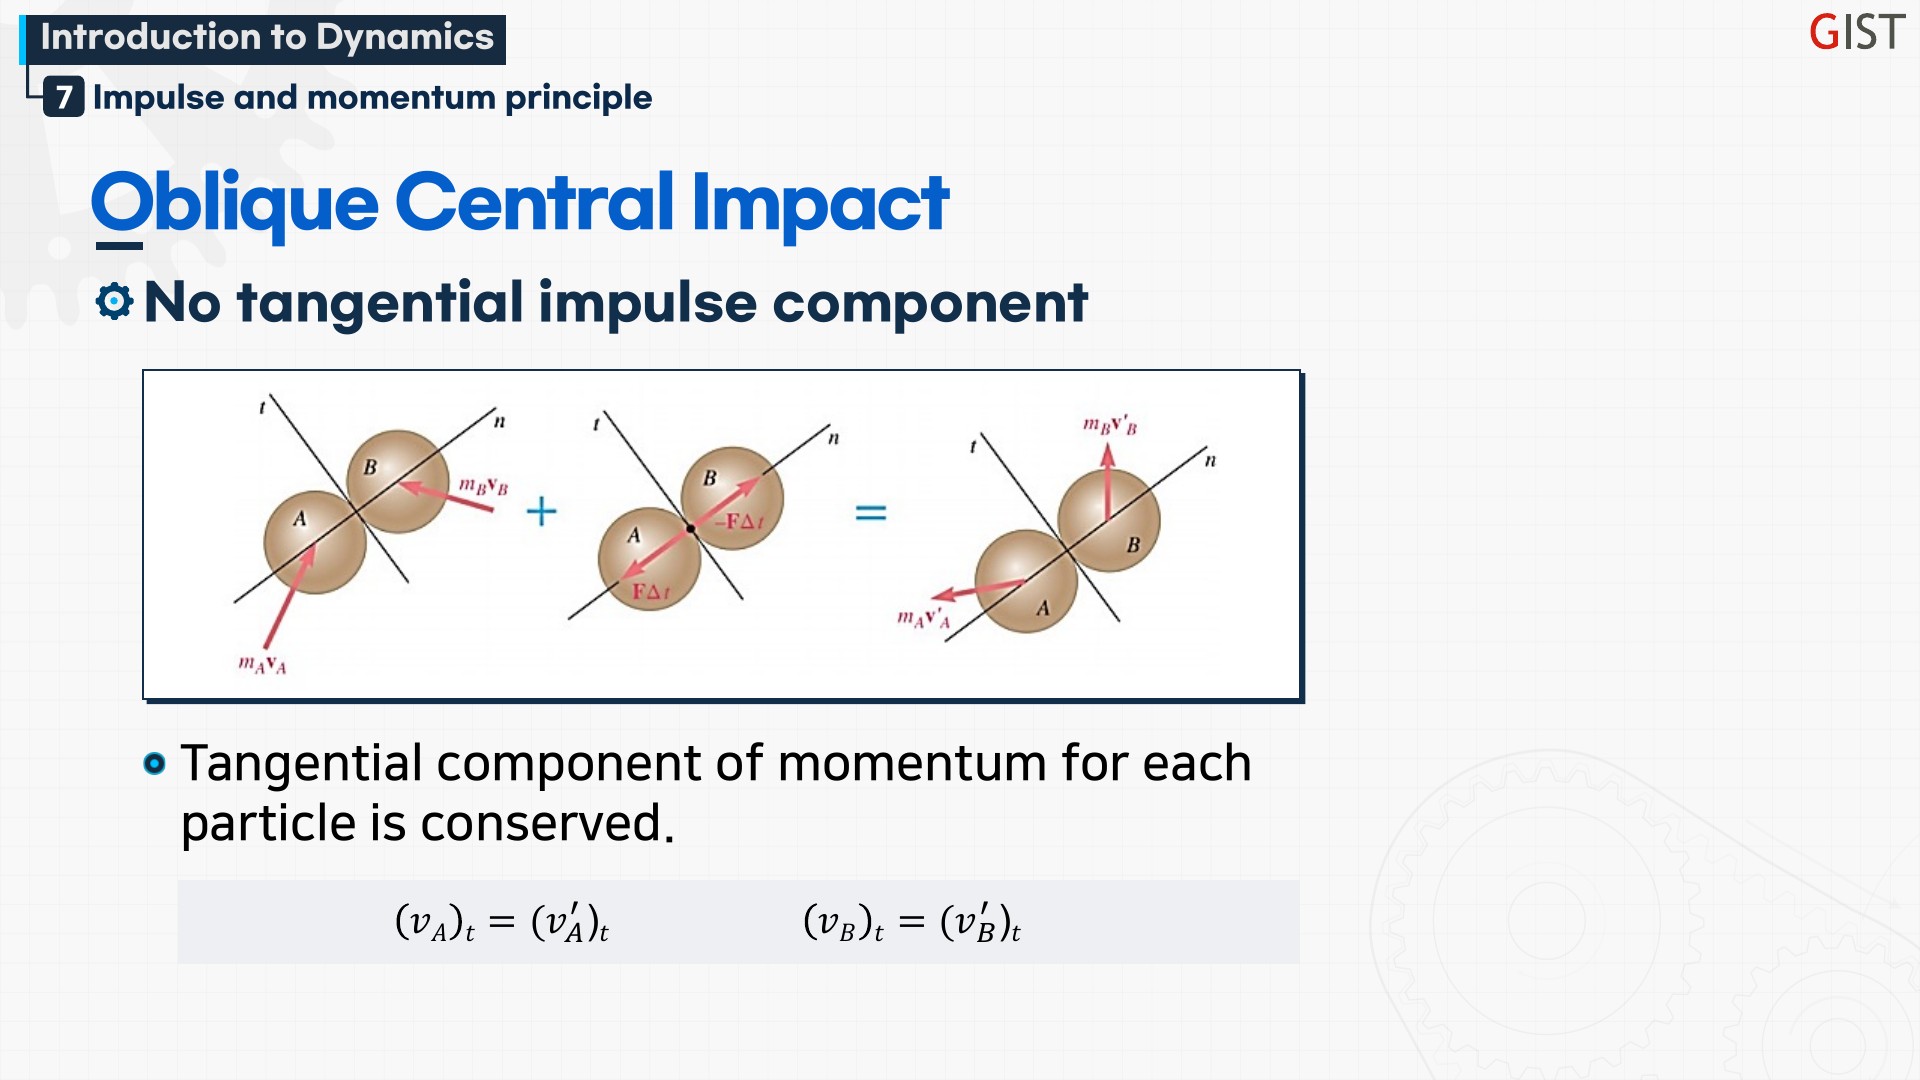 Introduction to Dynamics
GIST
7 Impulse and momentum principle
Oblique Central Impact
No tangential impulse component
t n B A m_B v_B m_A v_A
+
t n B A −FΔt FΔt
=
t n B A m_B v′_B m_A v′_A
Tangential component of momentum for each
particle is conserved.
(v_A)_t = (v′_A)_t (v_B)_t = (v′_B)_t